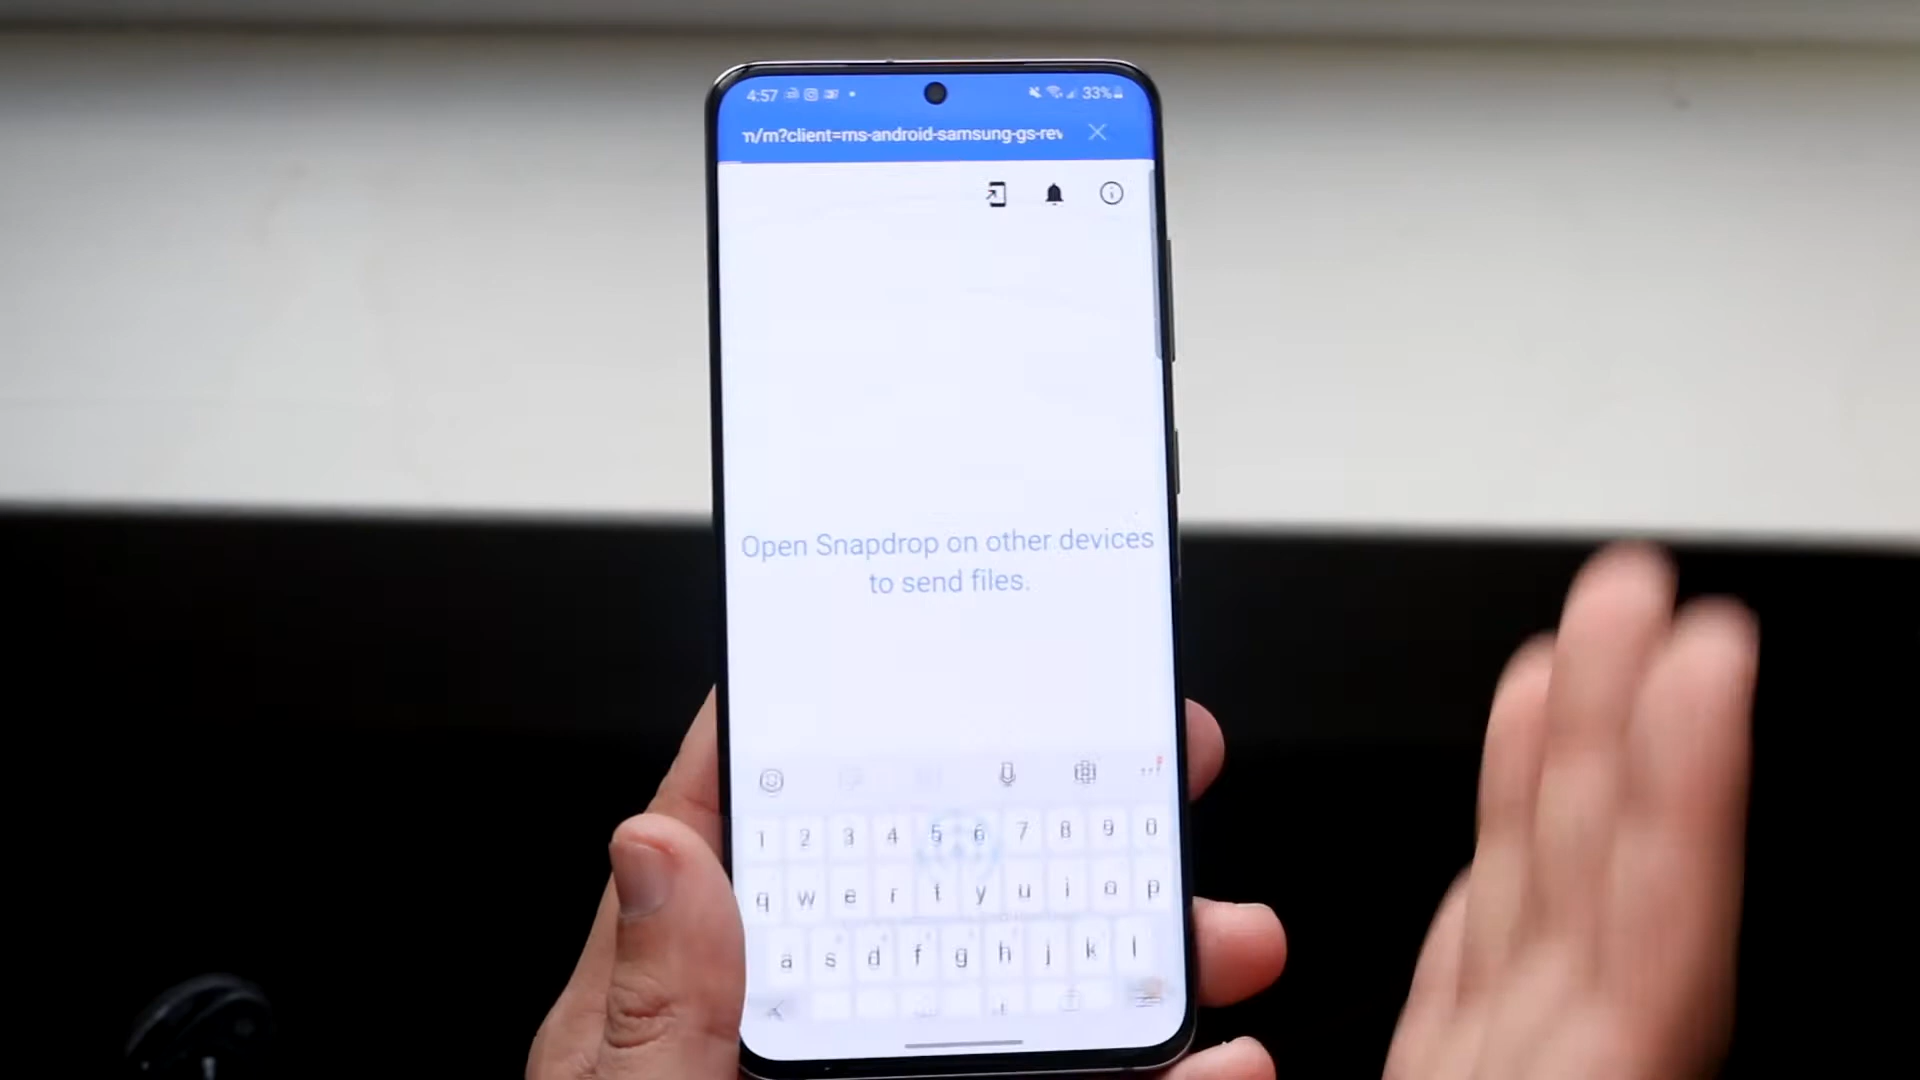 4:57 33%
n/m?client=ms-android-samsung-gs-rev
Open Snapdrop on other devices
to send files.
1 2 3 4 5 6 7 8 9 0
q w e r t y u i o p
a s d f g h j k l